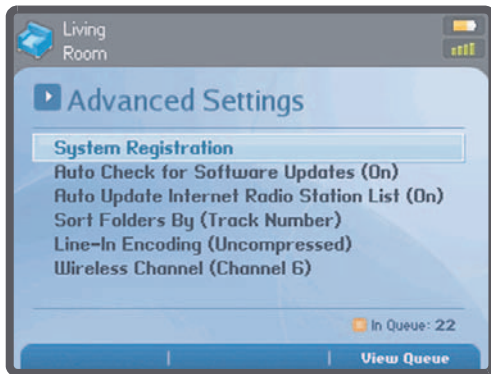 Living
Room
Advanced Settings
System Registration
Auto Check for Software Updates (On)
Auto Update Internet Radio Station List (On)
Sort Folders By (Track Number)
Line-In Encoding (Uncompressed)
Wireless Channel (Channel 6)
In Queue: 22
View Queue